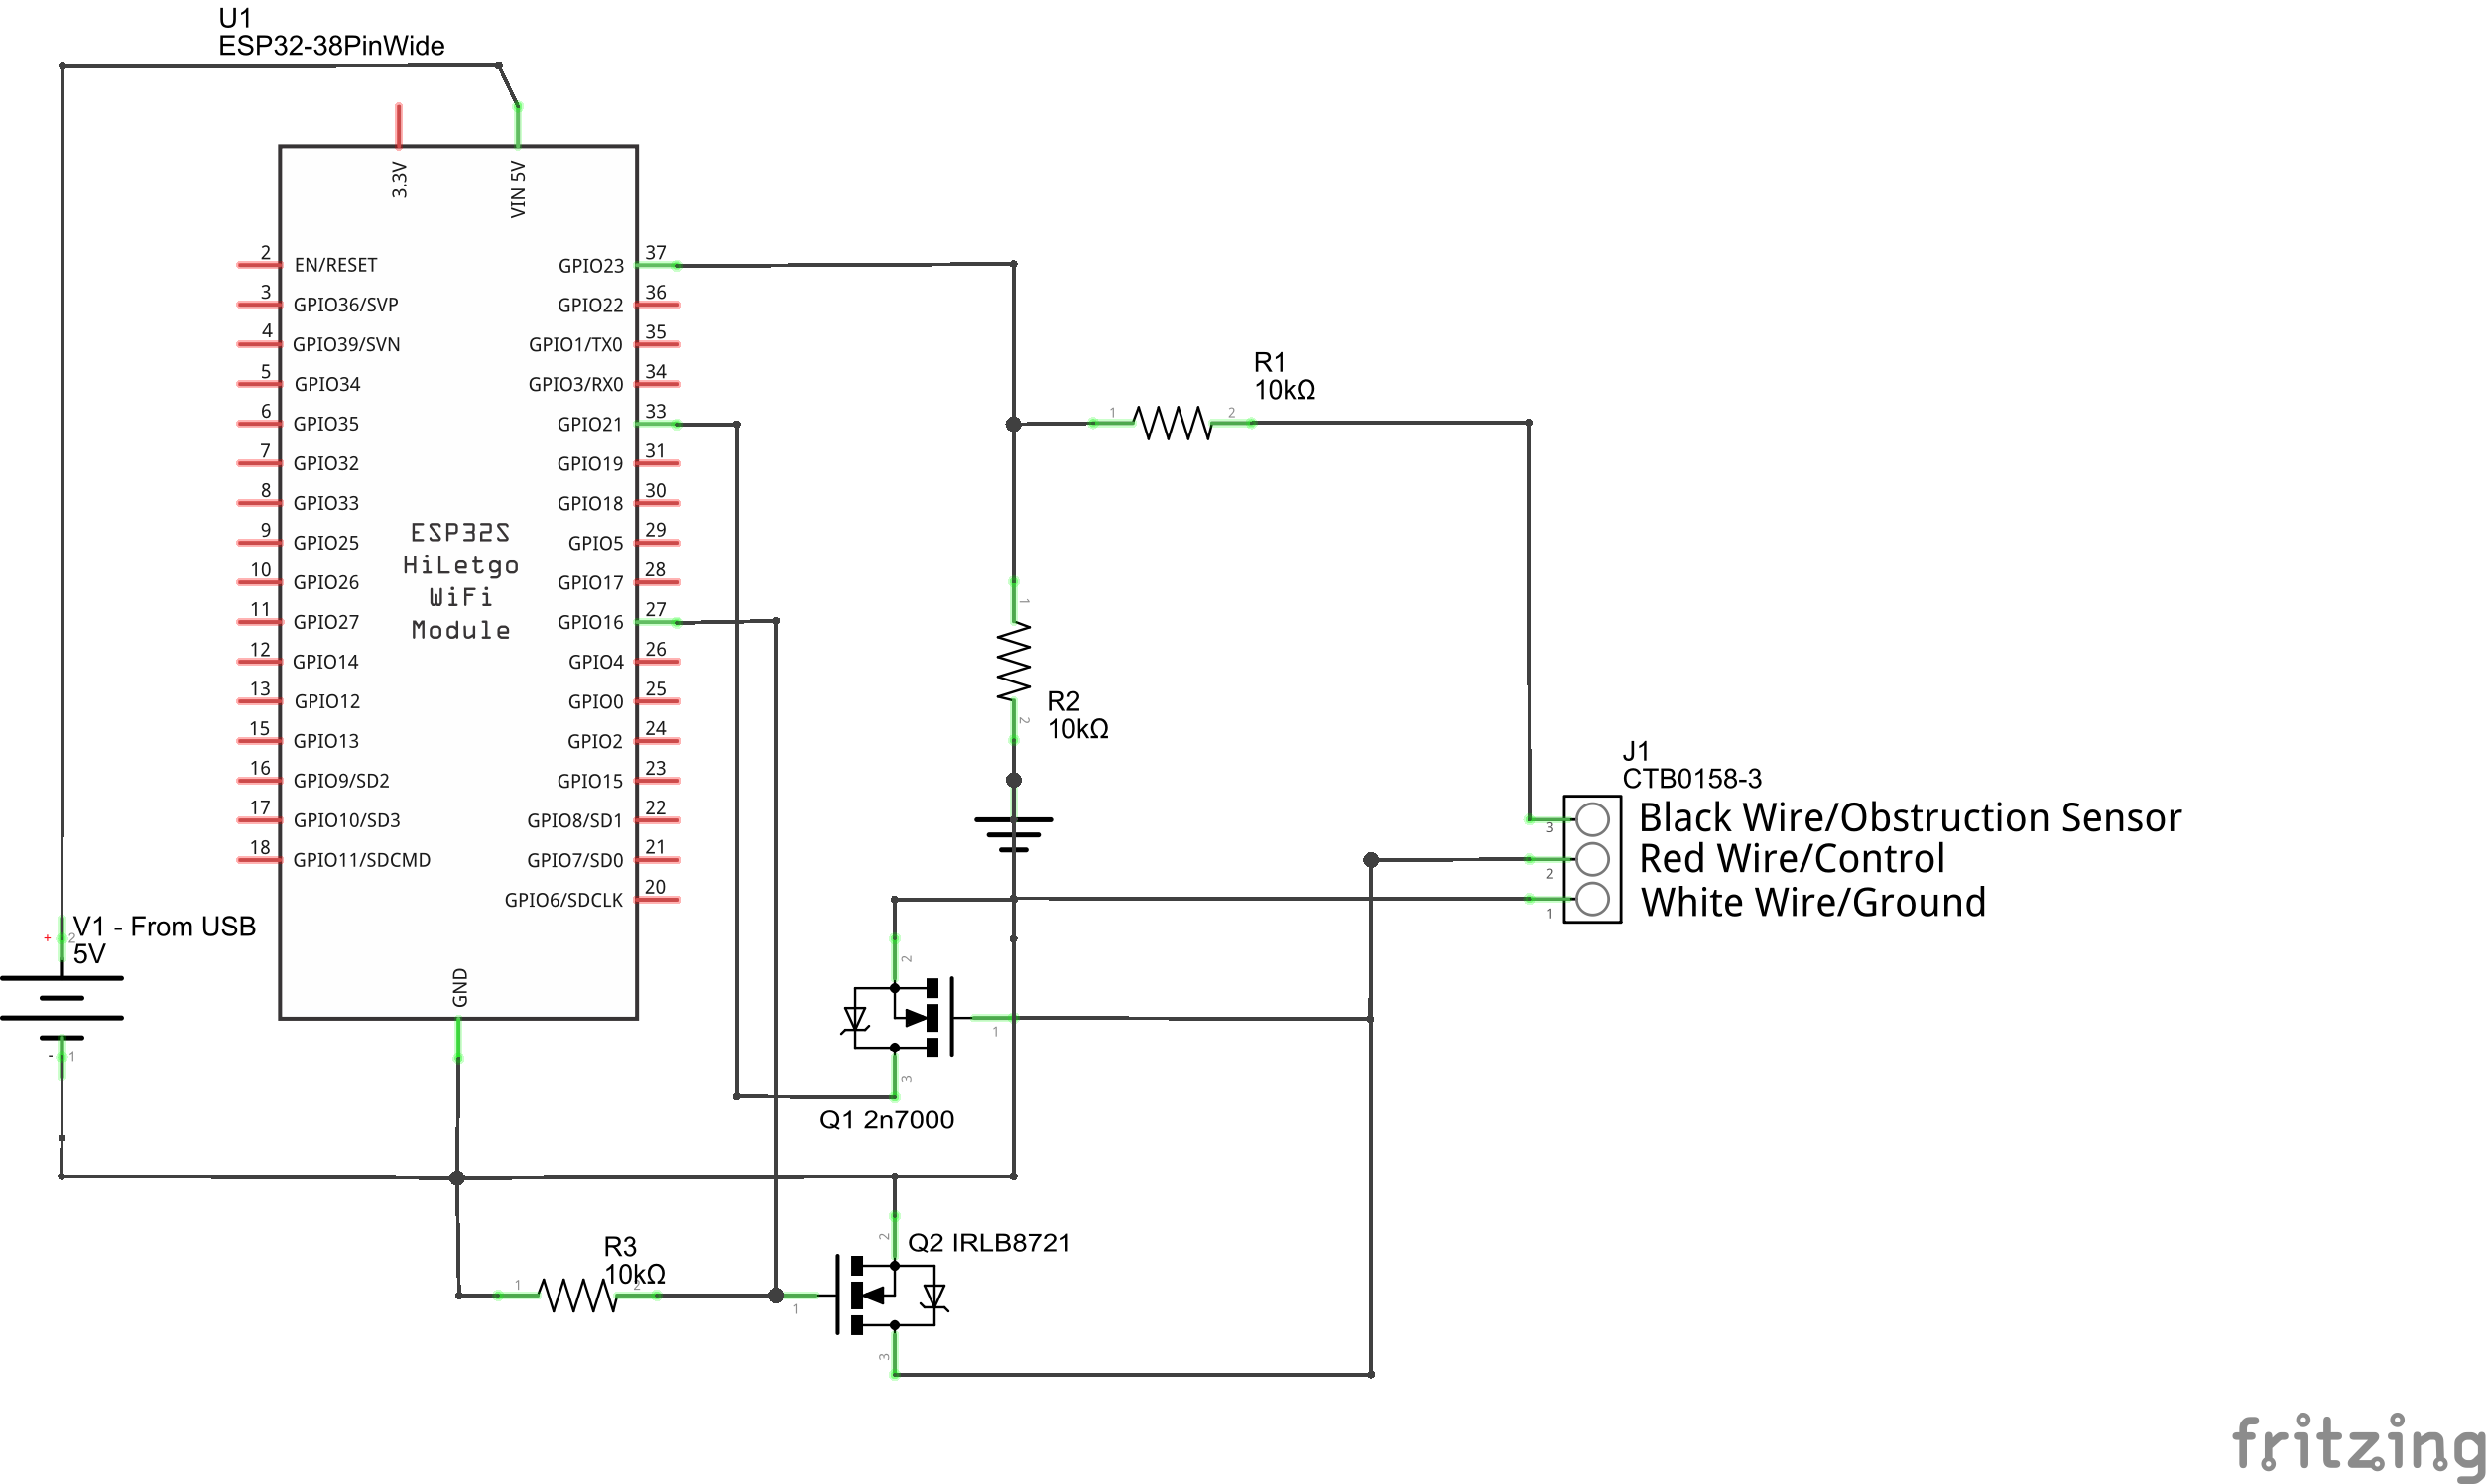 U1
ESP32-38PinWide
3.3V
VIN 5V
2
EN/RESET
3
GPIO36/SVP
4
GPIO39/SVN
5
GPIO34
6
GPIO35
7
GPIO32
8
GPIO33
9
GPIO25
10
GPIO26
11
GPIO27
12
GPIO14
13
GPIO12
15
GPIO13
16
GPIO9/SD2
17
GPIO10/SD3
18
GPIO11/SDCMD
ESP32S
HiLetgo
WiFi
Module
37
GPIO23
36
GPIO22
35
GPIO1/TX0
34
GPIO3/RX0
33
GPIO21
31
GPIO19
30
GPIO18
29
GPIO5
28
GPIO17
27
GPIO16
26
GPIO4
25
GPIO0
24
GPIO2
23
GPIO15
22
GPIO8/SD1
21
GPIO7/SD0
20
GPIO6/SDCLK
GND
V1 - From USB
5V
+
2
-
1
R1
10kΩ
1
2
1
R2
10kΩ
2
J1
CTB0158-3
3
Black Wire/Obstruction Sensor
2
Red Wire/Control
1
White Wire/Ground
2
1
3
Q1 2n7000
R3
10kΩ
1
2
2
Q2 IRLB8721
1
3
fritzing